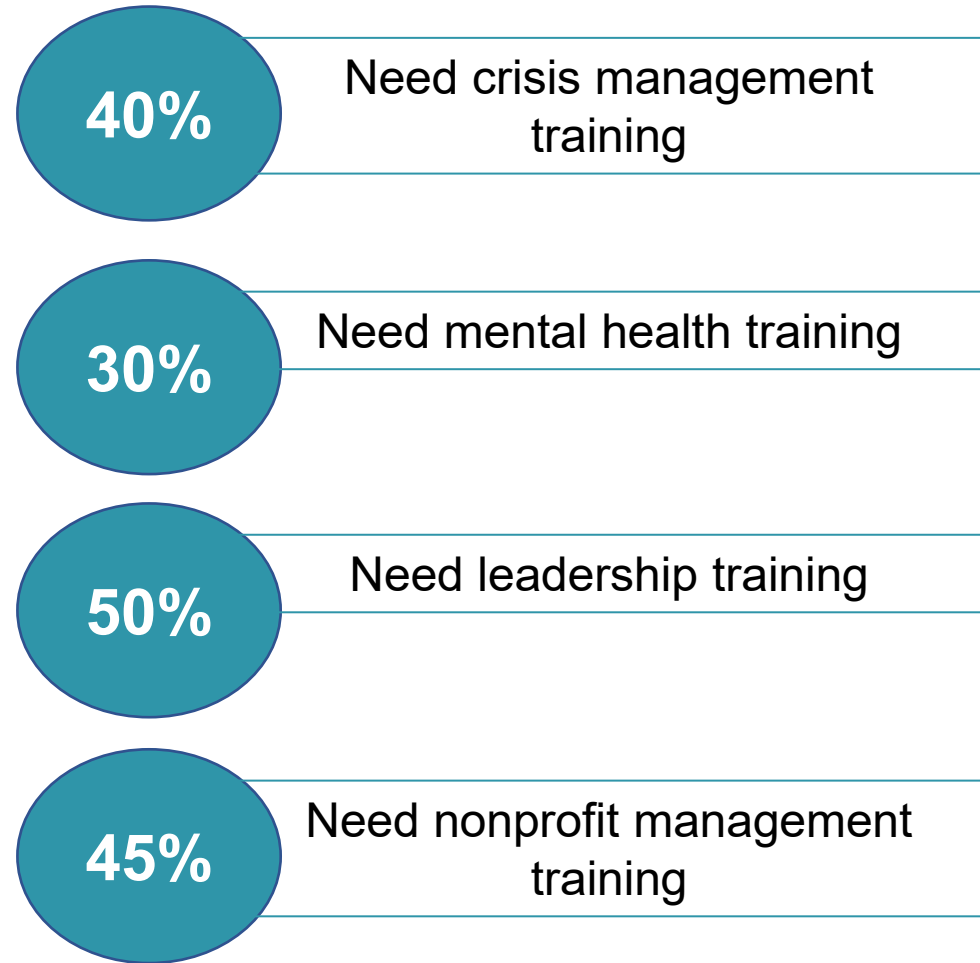 40%
Need crisis management
training
30%
Need mental health training
50%
Need leadership training
45%
Need nonprofit management
training